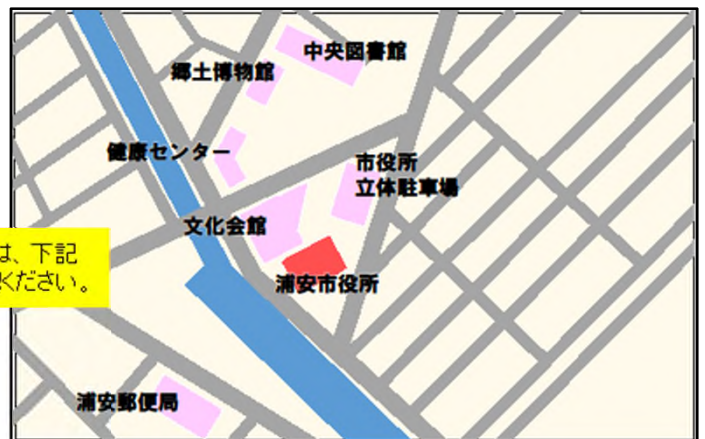 中央図書館
郷土博物館
健康センター
市役所
立体駐車場
文化会館
は、下記
ください。
浦安市役所
浦安郵便局